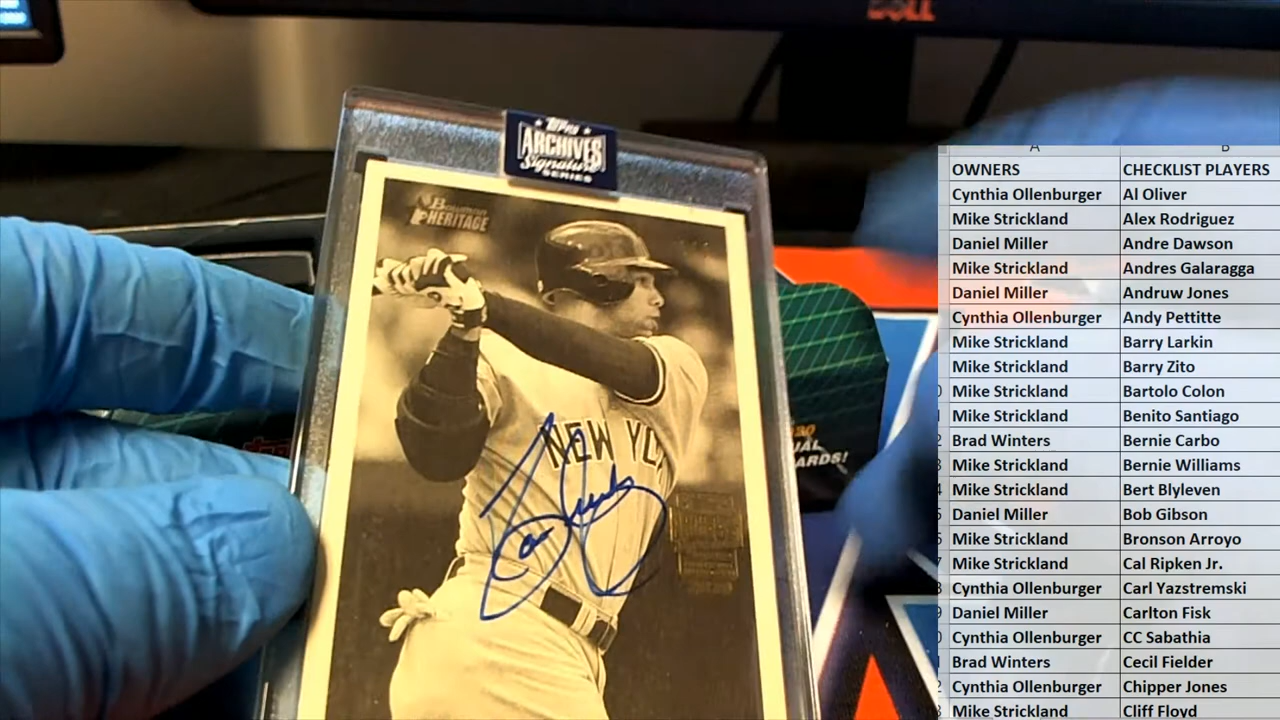 DELL
TOPPS
ARCHIVES
Signature
SERIES
Bowman
HERITAGE
NEW YO
ARDS!
A B
OWNERS CHECKLIST PLAYERS
Cynthia Ollenburger Al Oliver
Mike Strickland Alex Rodriguez
Daniel Miller Andre Dawson
Mike Strickland Andres Galaragga
Daniel Miller Andruw Jones
Cynthia Ollenburger Andy Pettitte
Mike Strickland Barry Larkin
Mike Strickland Barry Zito
Mike Strickland Bartolo Colon
Mike Strickland Benito Santiago
Brad Winters Bernie Carbo
Mike Strickland Bernie Williams
Mike Strickland Bert Blyleven
Daniel Miller Bob Gibson
Mike Strickland Bronson Arroyo
Mike Strickland Cal Ripken Jr.
Cynthia Ollenburger Carl Yazstremski
Daniel Miller Carlton Fisk
Cynthia Ollenburger CC Sabathia
Brad Winters Cecil Fielder
Cynthia Ollenburger Chipper Jones
Mike Strickland Cliff Floyd